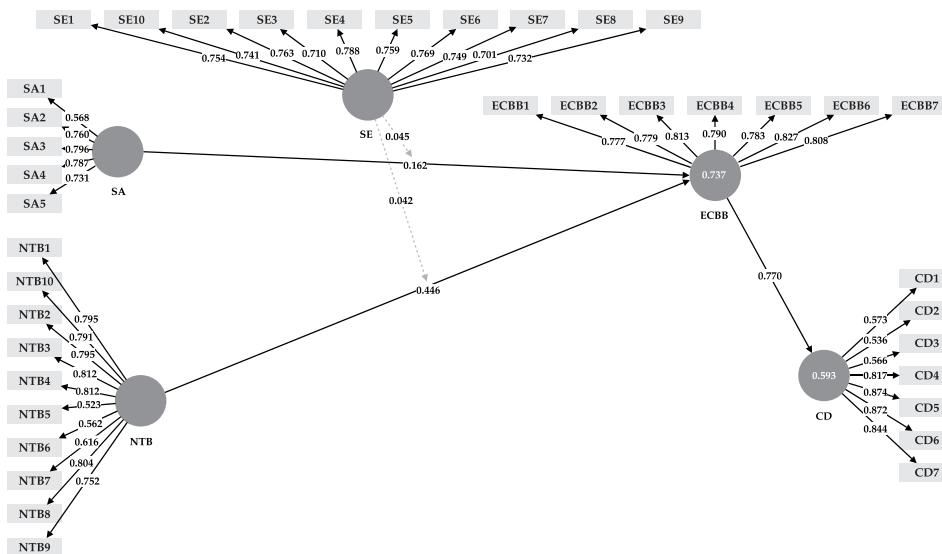 SE1 SE10 SE2 SE3 SE4 SE5 SE6 SE7 SE8 SE9
0.754 0.741 0.763 0.710 0.788 0.759 0.769 0.749 0.701 0.732
SE
SA1
SA2
SA3
SA4
SA5
0.568
0.760
0.796
0.787
0.731
SA
0.045
0.162
0.042
0.446
ECBB1 ECBB2 ECBB3 ECBB4 ECBB5 ECBB6 ECBB7
0.777 0.779 0.813 0.790 0.783 0.827 0.808
0.737
ECBB
0.770
NTB1
NTB10
NTB2
NTB3
NTB4
NTB5
NTB6
NTB7
NTB8
NTB9
0.795
0.791
0.795
0.812
0.812
0.523
0.562
0.616
0.804
0.752
NTB
0.593
CD
0.573
0.536
0.566
0.817
0.874
0.872
0.844
CD1
CD2
CD3
CD4
CD5
CD6
CD7